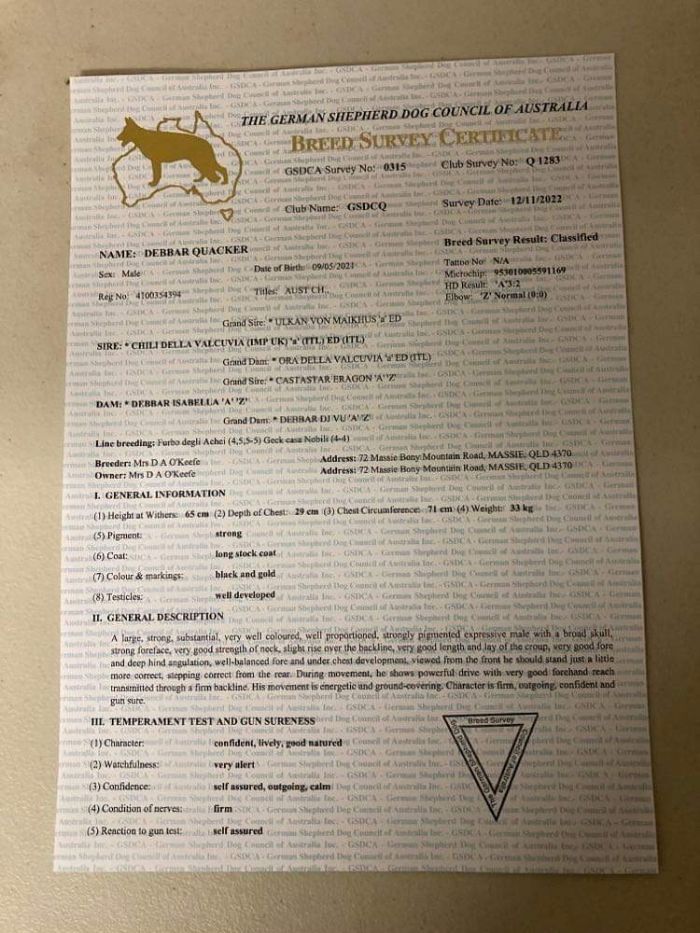 THE GERMAN SHEPHERD DOG COUNCIL OF AUSTRALIA
BREED SURVEY CERTIFICATE
GSDCA Survey No: 0315 Club Survey No: Q 1283
Club Name: GSDCQ Survey Date: 12/11/2022
NAME: DEBBAR QUACKER Breed Survey Result: Classified
Sex: Male Date of Birth: 09/05/2021 Tattoo No: N/A
Microchip: 953010005591169
Reg No: 4100354394 Titles: AUST CH., HD Result: 'A'3:2
Elbow: 'Z' Normal (0:0)
Grand Sire: * ULKAN VON MAIKHUS 'a' ED
SIRE: * CHILI DELLA VALCUVIA (IMP UK) 'a' (ITL) ED (ITL)
Grand Dam: * ORA DELLA VALCUVIA 'a' ED (ITL)
Grand Sire: * CASTASTAR ERAGON 'A' 'Z'
DAM: * DEBBAR ISABELLA 'A' 'Z'
Grand Dam: * DEBBAR DJ VU 'A' 'Z'
Line breeding: Furbo degli Achei (4,5,5-5) Geck casa Nobili (4-4)
Breeder: Mrs D A O'Keefe Address: 72 Massie Bony Mountain Road, MASSIE, QLD 4370
Owner: Mrs D A O'Keefe Address: 72 Massie Bony Mountain Road, MASSIE, QLD 4370
I. GENERAL INFORMATION
(1) Height at Withers: 65 cm (2) Depth of Chest: 29 cm (3) Chest Circumference: 71 cm (4) Weight: 33 kg
(5) Pigment: strong
(6) Coat: long stock coat
(7) Colour & markings: black and gold
(8) Testicles: well developed
II. GENERAL DESCRIPTION
A large, strong, substantial, very well coloured, well proportioned, strongly pigmented expressive male with a broad skull,
strong foreface, very good strength of neck, slight rise over the backline, very good length and lay of the croup, very good fore
and deep hind angulation, well-balanced fore and under chest development, viewed from the front he should stand just a little
more correct, stepping correct from the rear. During movement, he shows powerful drive with very good forehand reach
transmitted through a firm backline. His movement is energetic and ground-covering. Character is firm, outgoing, confident and
gun sure.
III. TEMPERAMENT TEST AND GUN SURENESS
(1) Character: confident, lively, good natured
(2) Watchfulness: very alert
(3) Confidence: self assured, outgoing, calm
(4) Condition of nerves: firm
(5) Reaction to gun test: self assured
Breed Survey
Council of Australia
The German Shepherd Dog